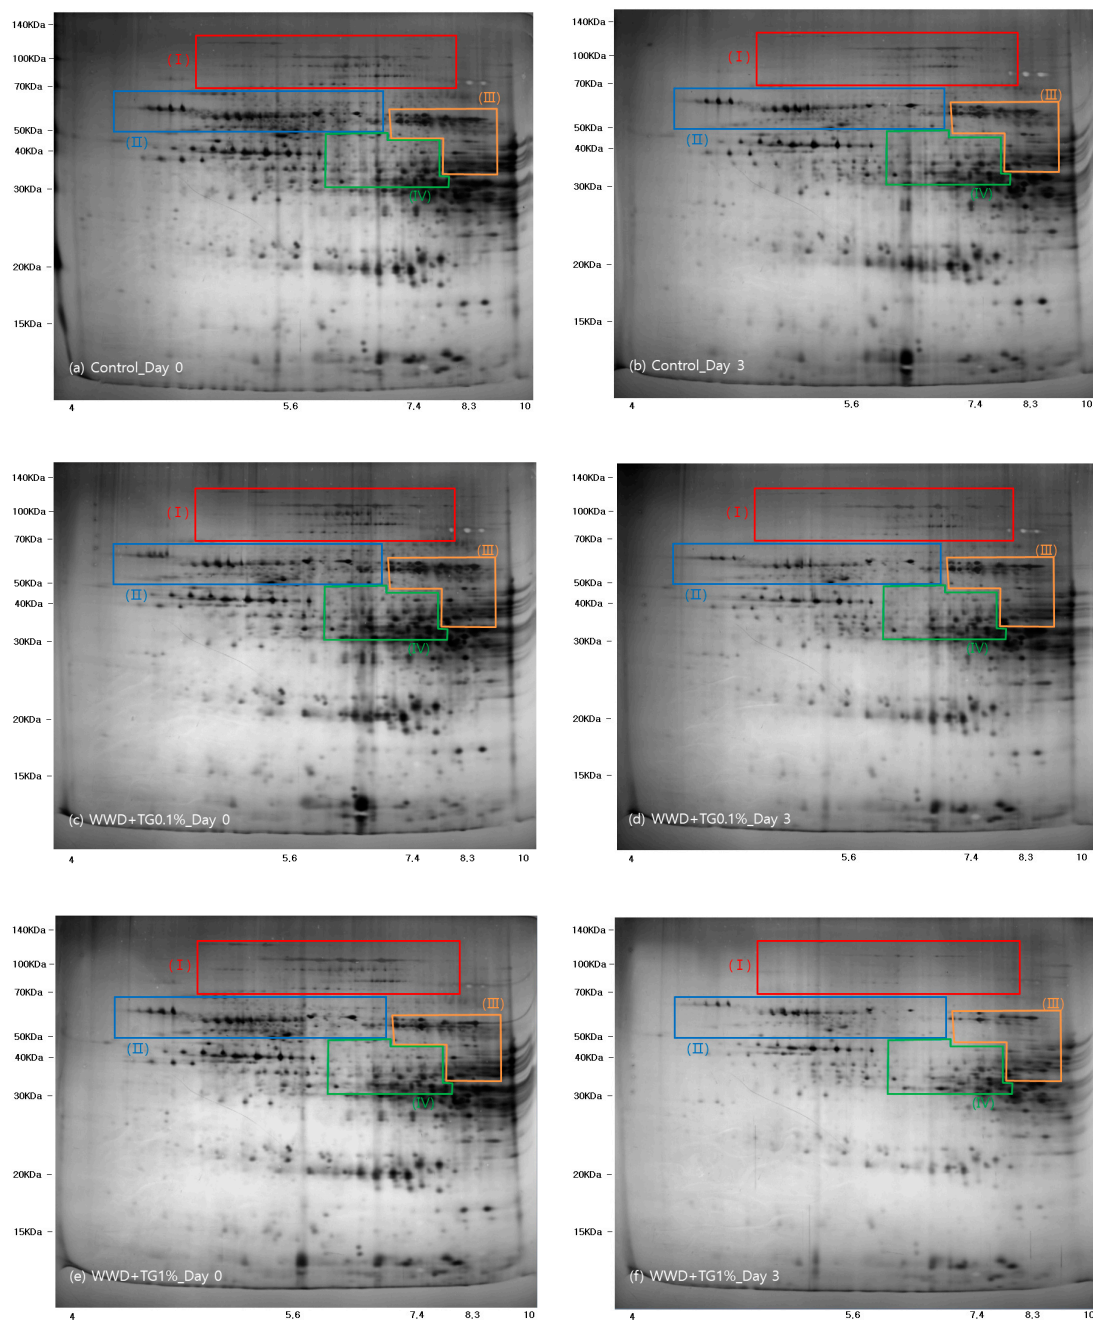 140KDa
100KDa
70KDa
50KDa
40KDa
30KDa
20KDa
15KDa
(Ⅰ)
(Ⅱ)
(Ⅲ)
(Ⅳ)
(a) Control_Day 0
4 5,6 7,4 8,3 10
140KDa
100KDa
70KDa
50KDa
40KDa
30KDa
20KDa
15KDa
(Ⅰ)
(Ⅱ)
(Ⅲ)
(Ⅳ)
(b) Control_Day 3
4 5,6 7,4 8,3 10
140KDa
100KDa
70KDa
50KDa
40KDa
30KDa
20KDa
15KDa
(Ⅰ)
(Ⅱ)
(Ⅲ)
(Ⅳ)
(c) WWD+TG0.1%_Day 0
4 5,6 7,4 8,3 10
140KDa
100KDa
70KDa
50KDa
40KDa
30KDa
20KDa
15KDa
(Ⅰ)
(Ⅱ)
(Ⅲ)
(Ⅳ)
(d) WWD+TG0.1%_Day 3
4 5,6 7,4 8,3 10
140KDa
100KDa
70KDa
50KDa
40KDa
30KDa
20KDa
15KDa
(Ⅰ)
(Ⅱ)
(Ⅲ)
(Ⅳ)
(e) WWD+TG1%_Day 0
4 5,6 7,4 8,3 10
140KDa
100KDa
70KDa
50KDa
40KDa
30KDa
20KDa
15KDa
(Ⅰ)
(Ⅱ)
(Ⅲ)
(Ⅳ)
(f) WWD+TG1%_Day 3
4 5,6 7,4 8,3 10